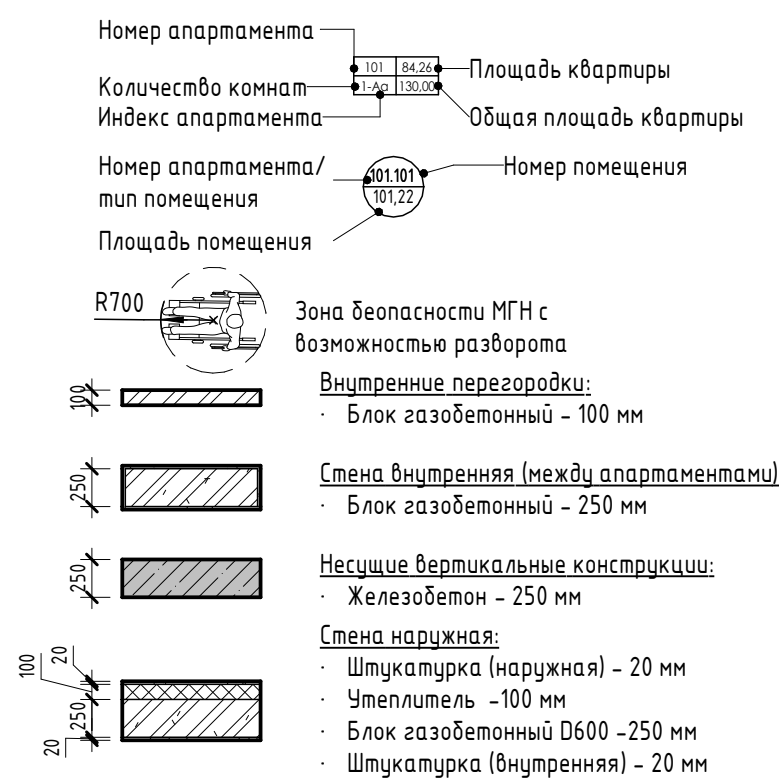 Номер апартамента
101 84,26 Площадь квартиры
Количество комнат 1-Аа 130,00
Индекс апартамента Общая площадь квартиры
Номер апартамента/ 101.101 Номер помещения
тип помещения 101,22
Площадь помещения
R700
Зона беопасности МГН с
возможностью разворота
100
Внутренние перегородки:
· Блок газобетонный – 100 мм
250
Стена внутренняя (между апартаментами)
· Блок газобетонный – 250 мм
250
Несущие вертикальные конструкции:
· Железобетон – 250 мм
Стена наружная:
20
100
250
20
· Штукатурка (наружная) – 20 мм
· Утеплитель –100 мм
· Блок газобетонный D600 –250 мм
· Штукатурка (внутренняя) – 20 мм